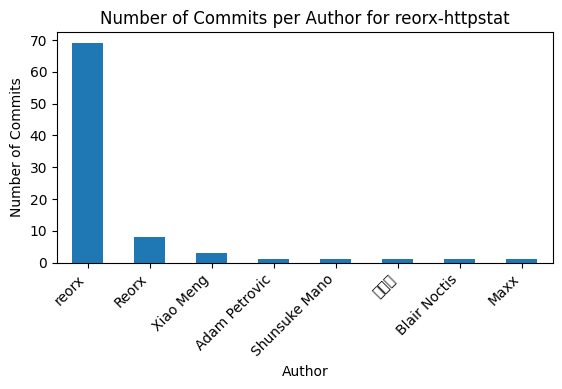 Number of Commits per Author for reorx-httpstat
Number of Commits
70
60
50
40
30
20
10
0
reorx
Reorx
Xiao Meng
Adam Petrovic
Shunsuke Mano
Blair Noctis
Maxx
Author